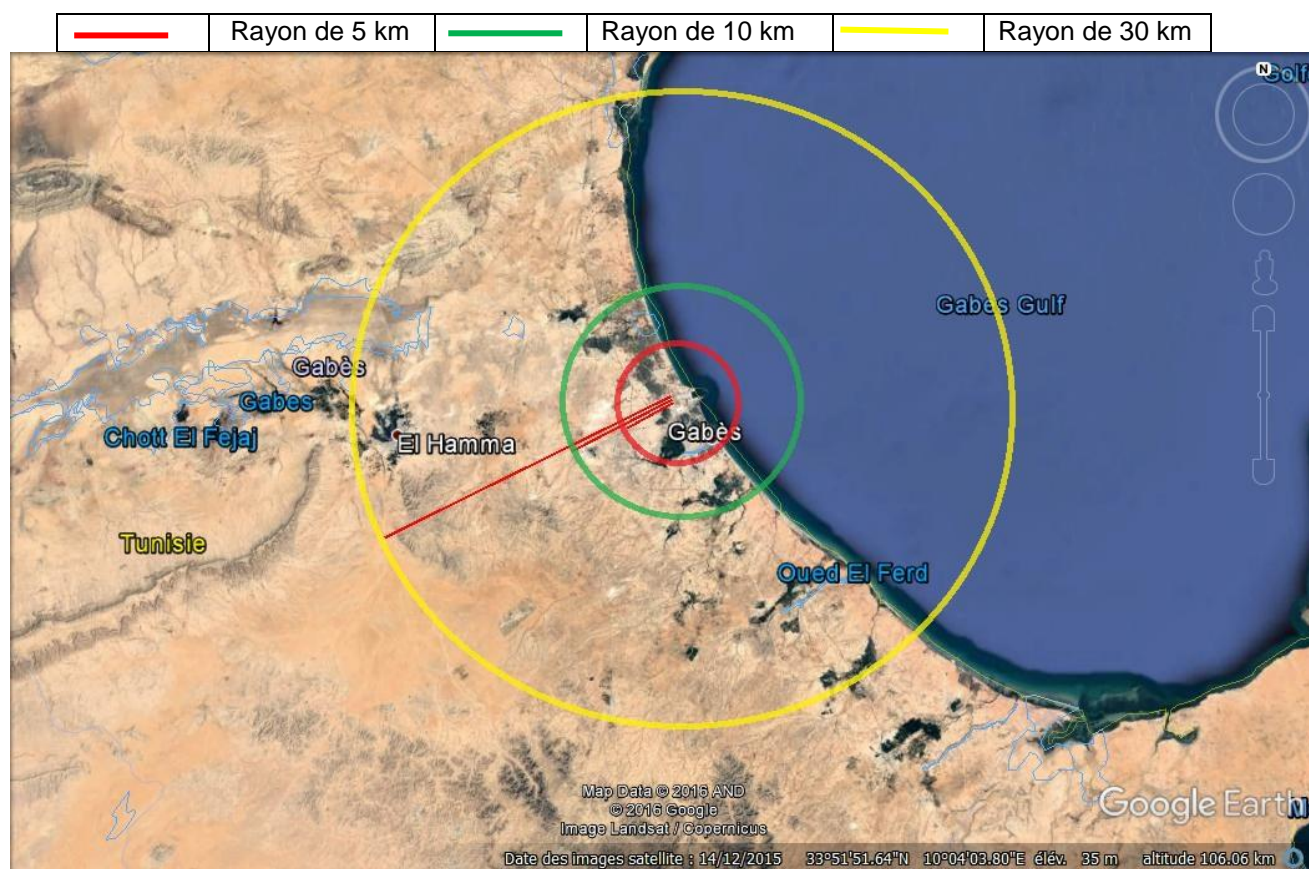 Rayon de 5 km Rayon de 10 km Rayon de 30 km
N
Golf
Gabes Gulf
Gabès
Gabes
Chott El Fejaj
El Hamma
Gabès
Tunisie
Oued El Ferd
Map Data © 2016 AND
© 2016 Google
Image Landsat / Copernicus
Google Earth
Date des images satellite : 14/12/2015 33°51'51.64"N 10°04'03.80"E élév. 35 m altitude 106.06 km